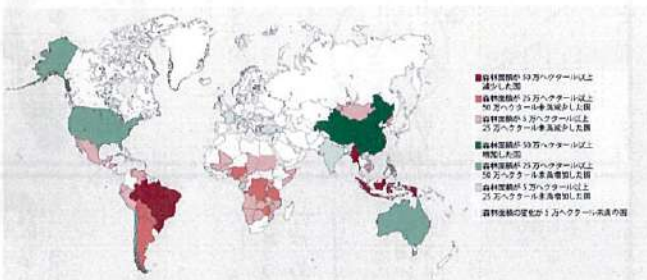 森林面積が 50 万ヘクタール以上
減少した国
森林面積が 25 万ヘクタール以上
50 万ヘクタール未満減少した国
森林面積が 5 万ヘクタール以上
25 万ヘクタール未満減少した国
森林面積が 50 万ヘクタール以上
増加した国
森林面積が 25 万ヘクタール以上
50 万ヘクタール未満増加した国
森林面積が 5 万ヘクタール以上
25 万ヘクタール未満増加した国
森林面積の変化が 5 万ヘクタール未満の国